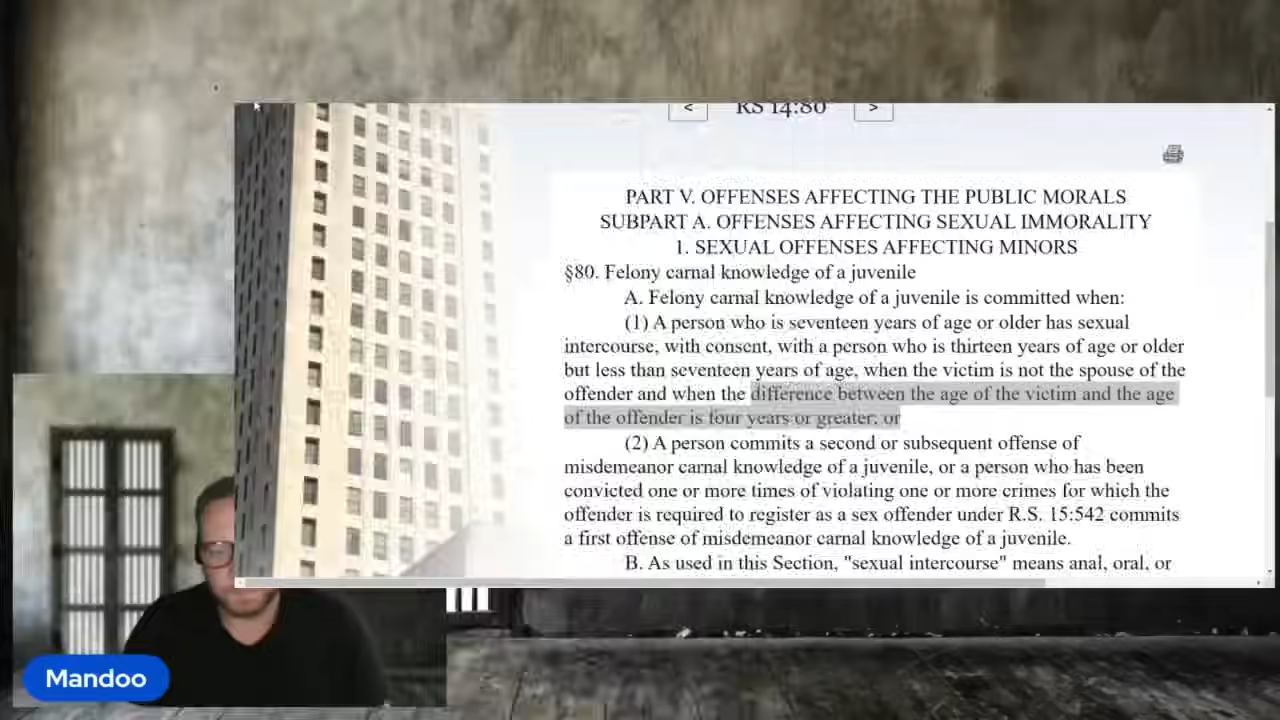 < RS 14:80 >
PART V. OFFENSES AFFECTING THE PUBLIC MORALS
SUBPART A. OFFENSES AFFECTING SEXUAL IMMORALITY
1. SEXUAL OFFENSES AFFECTING MINORS
§80. Felony carnal knowledge of a juvenile
A. Felony carnal knowledge of a juvenile is committed when:
(1) A person who is seventeen years of age or older has sexual
intercourse, with consent, with a person who is thirteen years of age or older
but less than seventeen years of age, when the victim is not the spouse of the
offender and when the difference between the age of the victim and the age
of the offender is four years or greater; or
(2) A person commits a second or subsequent offense of
misdemeanor carnal knowledge of a juvenile, or a person who has been
convicted one or more times of violating one or more crimes for which the
offender is required to register as a sex offender under R.S. 15:542 commits
a first offense of misdemeanor carnal knowledge of a juvenile.
B. As used in this Section, "sexual intercourse" means anal, oral, or
Mandoo